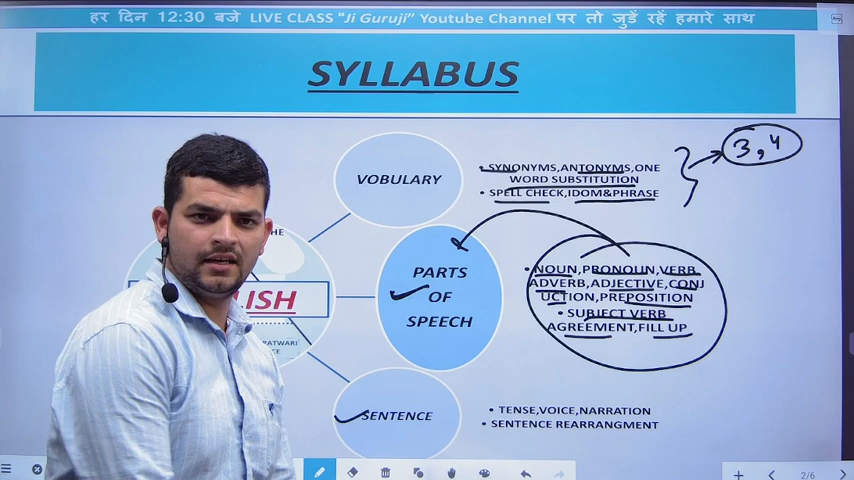 हर दिन 12:30 बजे LIVE CLASS "Ji Guruji" Youtube Channel पर तो जुड़ें रहें हमारे साथ
SYLLABUS
VOBULARY
• SYNONYMS,ANTONYMS,ONE
WORD SUBSTITUTION
• SPELL CHECK,IDOM&PHRASE
3,4
THE
LISH
PATWARI
PARTS
OF
SPEECH
• NOUN,PRONOUN,VERB,
ADVERB,ADJECTIVE,CONJ
UCTION,PREPOSITION
• SUBJECT VERB
AGREEMENT,FILL UP
SENTENCE
• TENSE,VOICE,NARRATION
• SENTENCE REARRANGMENT
2/6